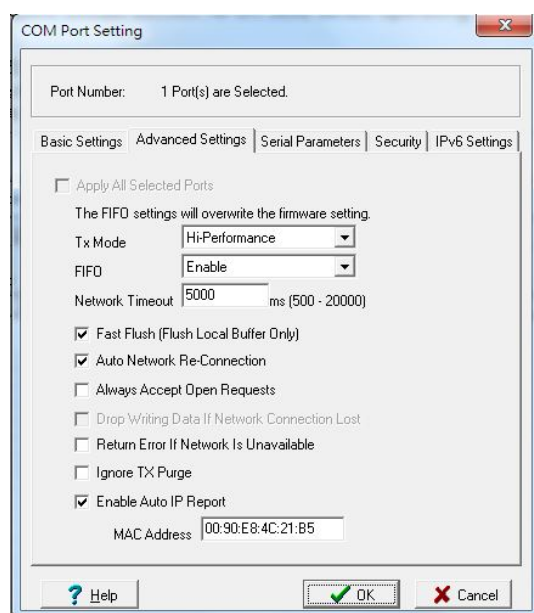 COM Port Setting
Port Number: 1 Port(s) are Selected.
Basic Settings Advanced Settings Serial Parameters Security IPv6 Settings
Apply All Selected Ports
The FIFO settings will overwrite the firmware setting.
Tx Mode Hi-Performance
FIFO Enable
Network Timeout 5000 ms (500 - 20000)
Fast Flush (Flush Local Buffer Only)
Auto Network Re-Connection
Always Accept Open Requests
Drop Writing Data If Network Connection Lost
Return Error If Network Is Unavailable
Ignore TX Purge
Enable Auto IP Report
MAC Address 00:90:E8:4C:21:B5
? Help OK Cancel